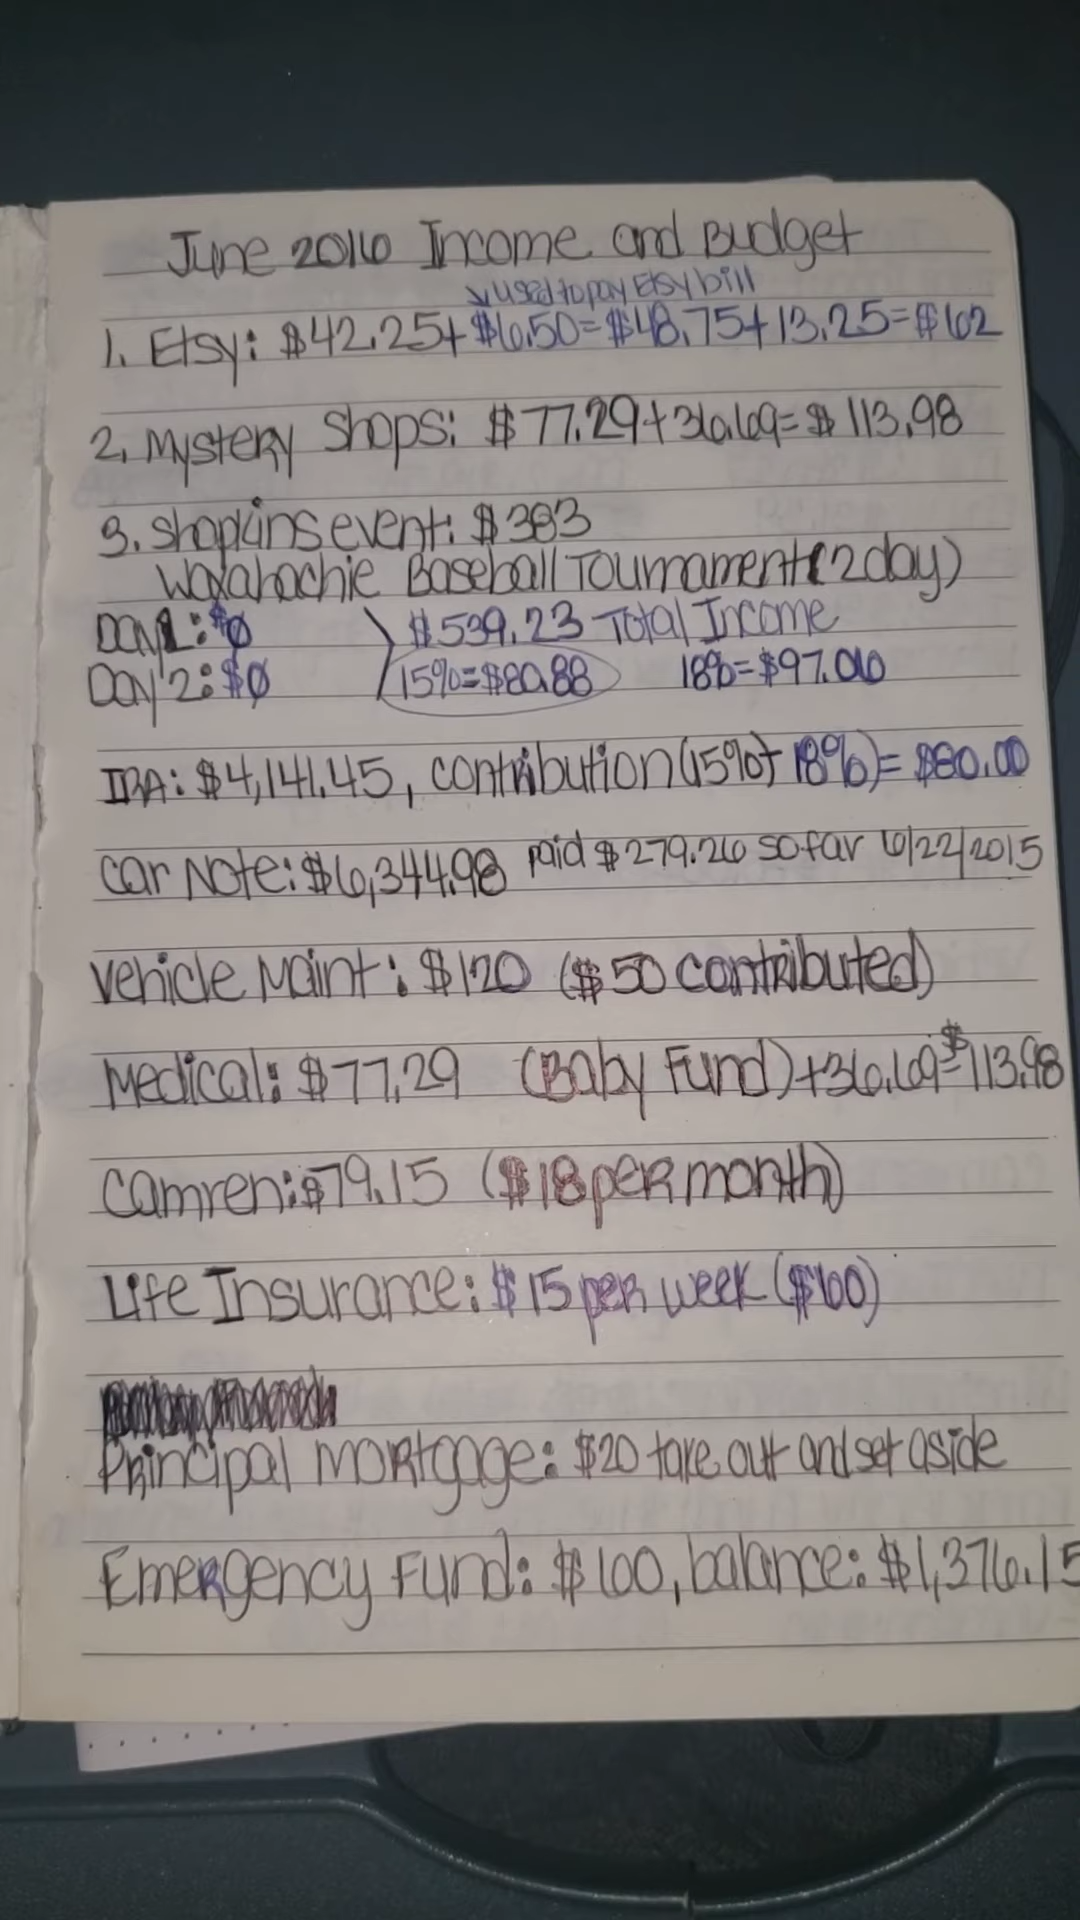 June 2016 Income and Budget
used to pay Etsy bill
1. Etsy: $42.25+ $6.50= $48.75+13.25= $62
2. Mystery Shops: $77.29+36.69= $113.98
3. Shopkins event: $383
Waxahachie Baseball Tournament (2 day)
Day 1: $0
$539.23 Total Income
Day 2: $0
15%=$80.88 18%=$97.06
IRA: $4,141.45, contribution (15%+ 18%)= $80.00
Car Note: $6,344.98 paid $279.26 so far 6/22/2015
Vehicle Maint: $120 ($50 contributed)
Medical: $77.29 (Baby Fund) +36.69=$113.98
Camren: $79.15 ($18 per month)
Life Insurance: $15 per week ($60)
Principal Mortgage: $20 take out and set aside
Emergency Fund: $100, balance: $1,376.15